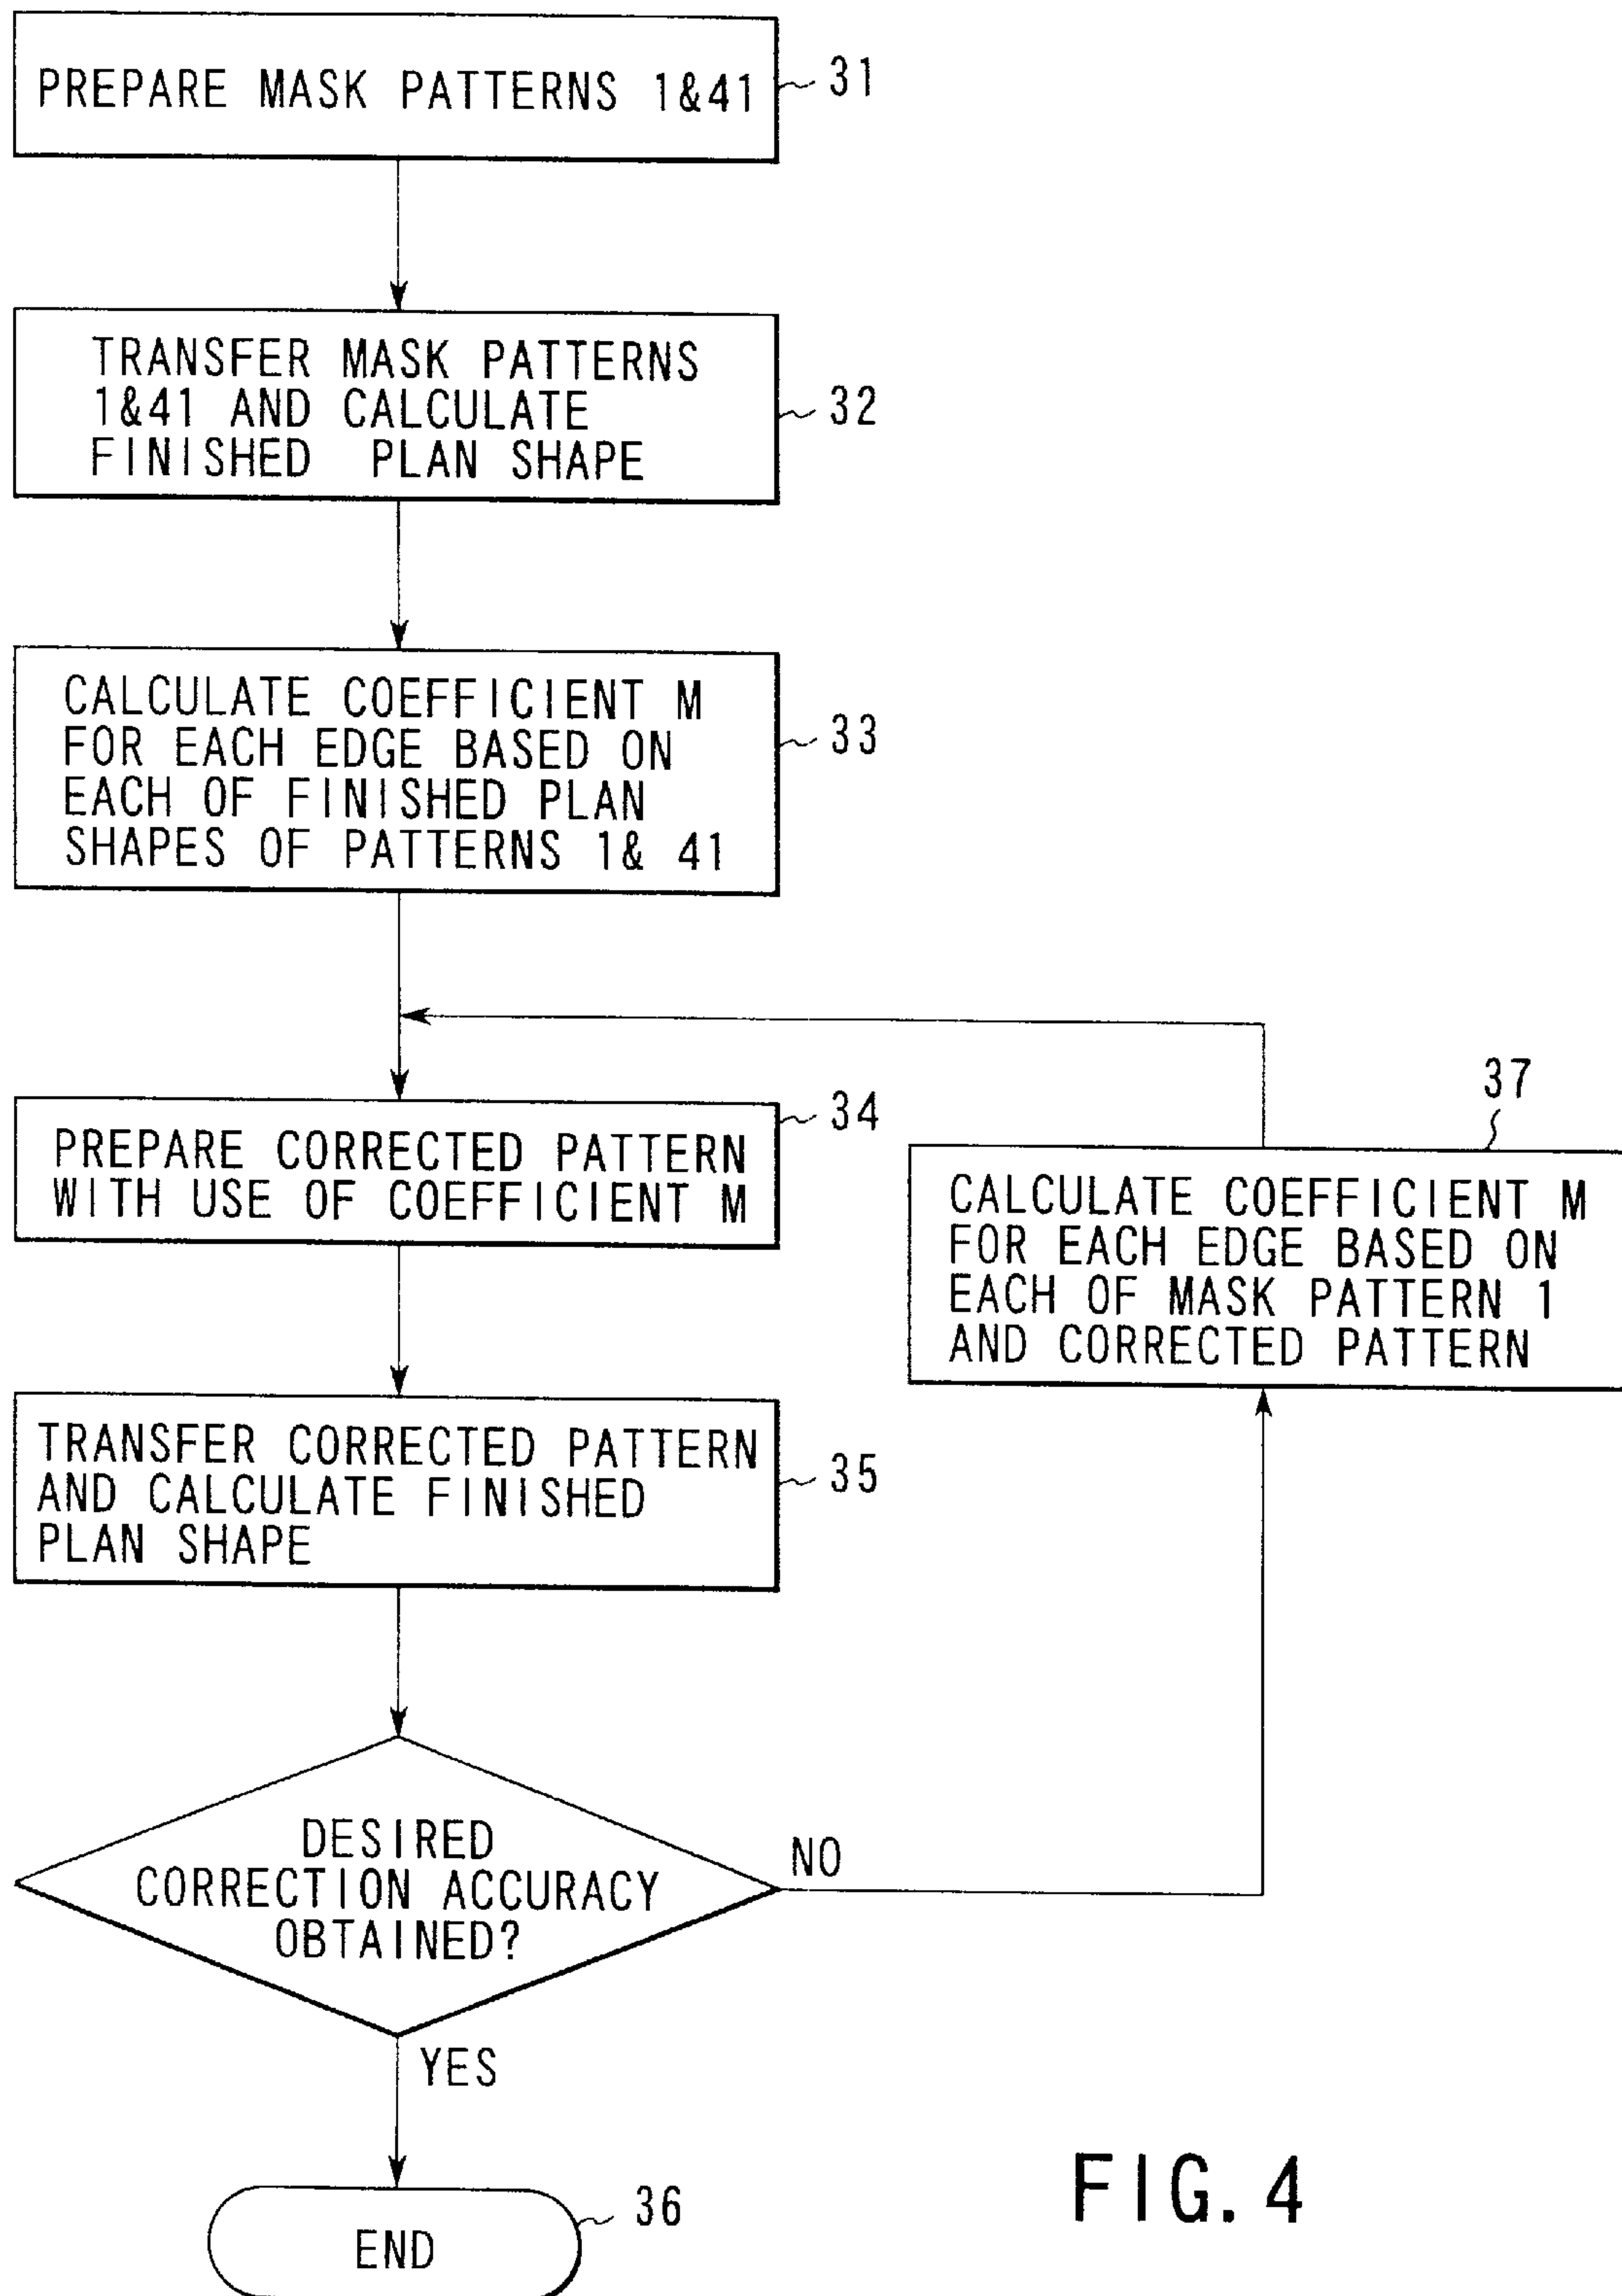 PREPARE MASK PATTERNS 1&41
31
TRANSFER MASK PATTERNS
1&41 AND CALCULATE
FINISHED PLAN SHAPE
32
CALCULATE COEFFICIENT M
FOR EACH EDGE BASED ON
EACH OF FINISHED PLAN
SHAPES OF PATTERNS 1& 41
33
PREPARE CORRECTED PATTERN
WITH USE OF COEFFICIENT M
34
37
CALCULATE COEFFICIENT M
FOR EACH EDGE BASED ON
EACH OF MASK PATTERN 1
AND CORRECTED PATTERN
TRANSFER CORRECTED PATTERN
AND CALCULATE FINISHED
PLAN SHAPE
35
DESIRED
CORRECTION ACCURACY
OBTAINED?
NO
YES
END
36
FIG. 4